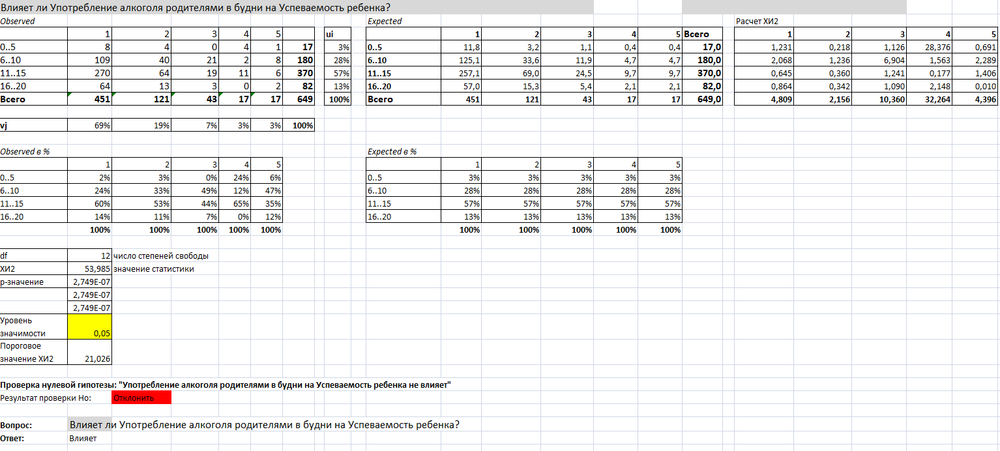 Влияет ли Употребление алкоголя родителями в будни на Успеваемость ребенка?
Observed Expected Расчет ХИ2
1 2 3 4 5 ui 1 2 3 4 5 Всего 1 2 3 4 5
0..5 8 4 0 4 1 17 3% 0..5 11,8 3,2 1,1 0,4 0,4 17,0 1,231 0,218 1,126 28,376 0,691
6..10 109 40 21 2 8 180 28% 6..10 125,1 33,6 11,9 4,7 4,7 180,0 2,068 1,236 6,904 1,563 2,289
11..15 270 64 19 11 6 370 57% 11..15 257,1 69,0 24,5 9,7 9,7 370,0 0,645 0,360 1,241 0,177 1,406
16..20 64 13 3 0 2 82 13% 16..20 57,0 15,3 5,4 2,1 2,1 82,0 0,864 0,342 1,090 2,148 0,010
Всего 451 121 43 17 17 649 100% Всего 451 121 43 17 17 649,0 4,809 2,156 10,360 32,264 4,396
vj 69% 19% 7% 3% 3% 100%
Observed в % Expected в %
1 2 3 4 5 1 2 3 4 5
0..5 2% 3% 0% 24% 6% 0..5 3% 3% 3% 3% 3%
6..10 24% 33% 49% 12% 47% 6..10 28% 28% 28% 28% 28%
11..15 60% 53% 44% 65% 35% 11..15 57% 57% 57% 57% 57%
16..20 14% 11% 7% 0% 12% 16..20 13% 13% 13% 13% 13%
100% 100% 100% 100% 100% 100% 100% 100% 100% 100%
df 12 число степеней свободы
ХИ2 53,985 значение статистики
p-значение 2,749E-07
2,749E-07
2,749E-07
Уровень
значимости 0,05
Пороговое
значение ХИ2 21,026
Проверка нулевой гипотезы: "Употребление алкоголя родителями в будни на Успеваемость ребенка не влияет"
Результат проверки Но: Отклонить
Вопрос: Влияет ли Употребление алкоголя родителями в будни на Успеваемость ребенка?
Ответ: Влияет